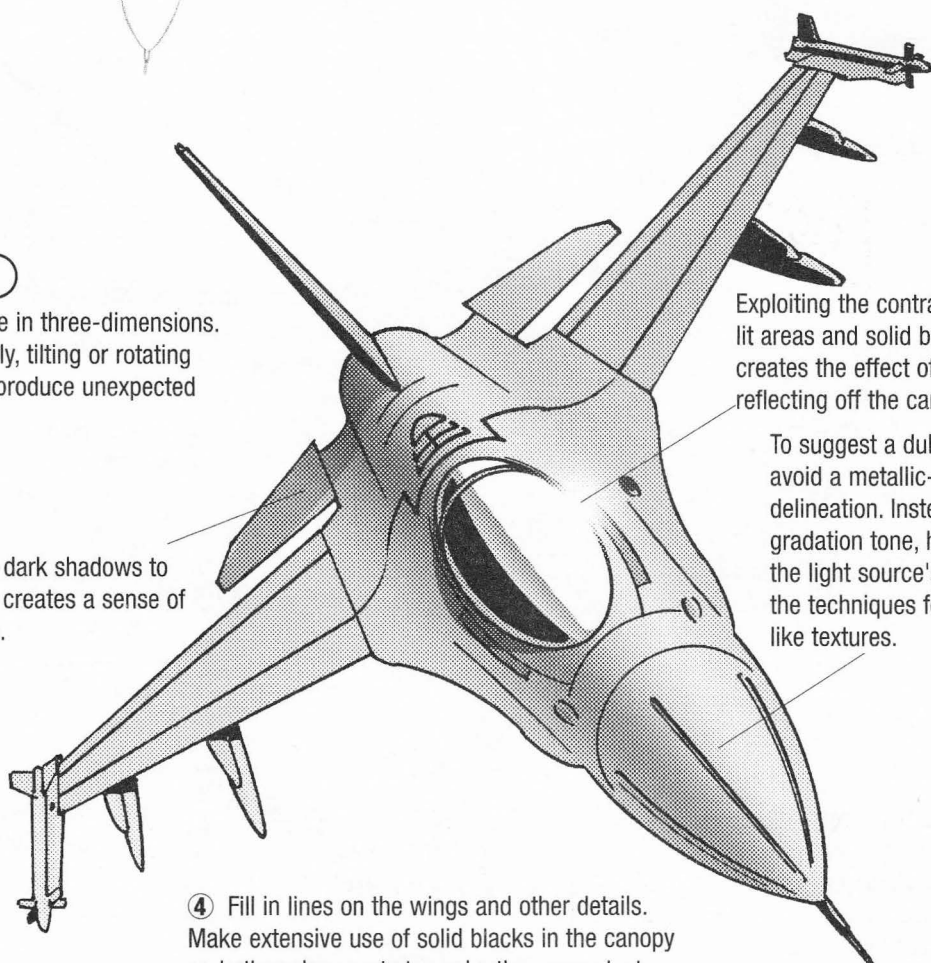 e in three-dimensions.
ly, tilting or rotating
produce unexpected
dark shadows to
creates a sense of
.
Exploiting the contra
lit areas and solid b
creates the effect of
reflecting off the ca
To suggest a dul
avoid a metallic-
delineation. Inste
gradation tone, h
the light source's
the techniques fo
like textures.
④ Fill in lines on the wings and other details.
Make extensive use of solid blacks in the canopy